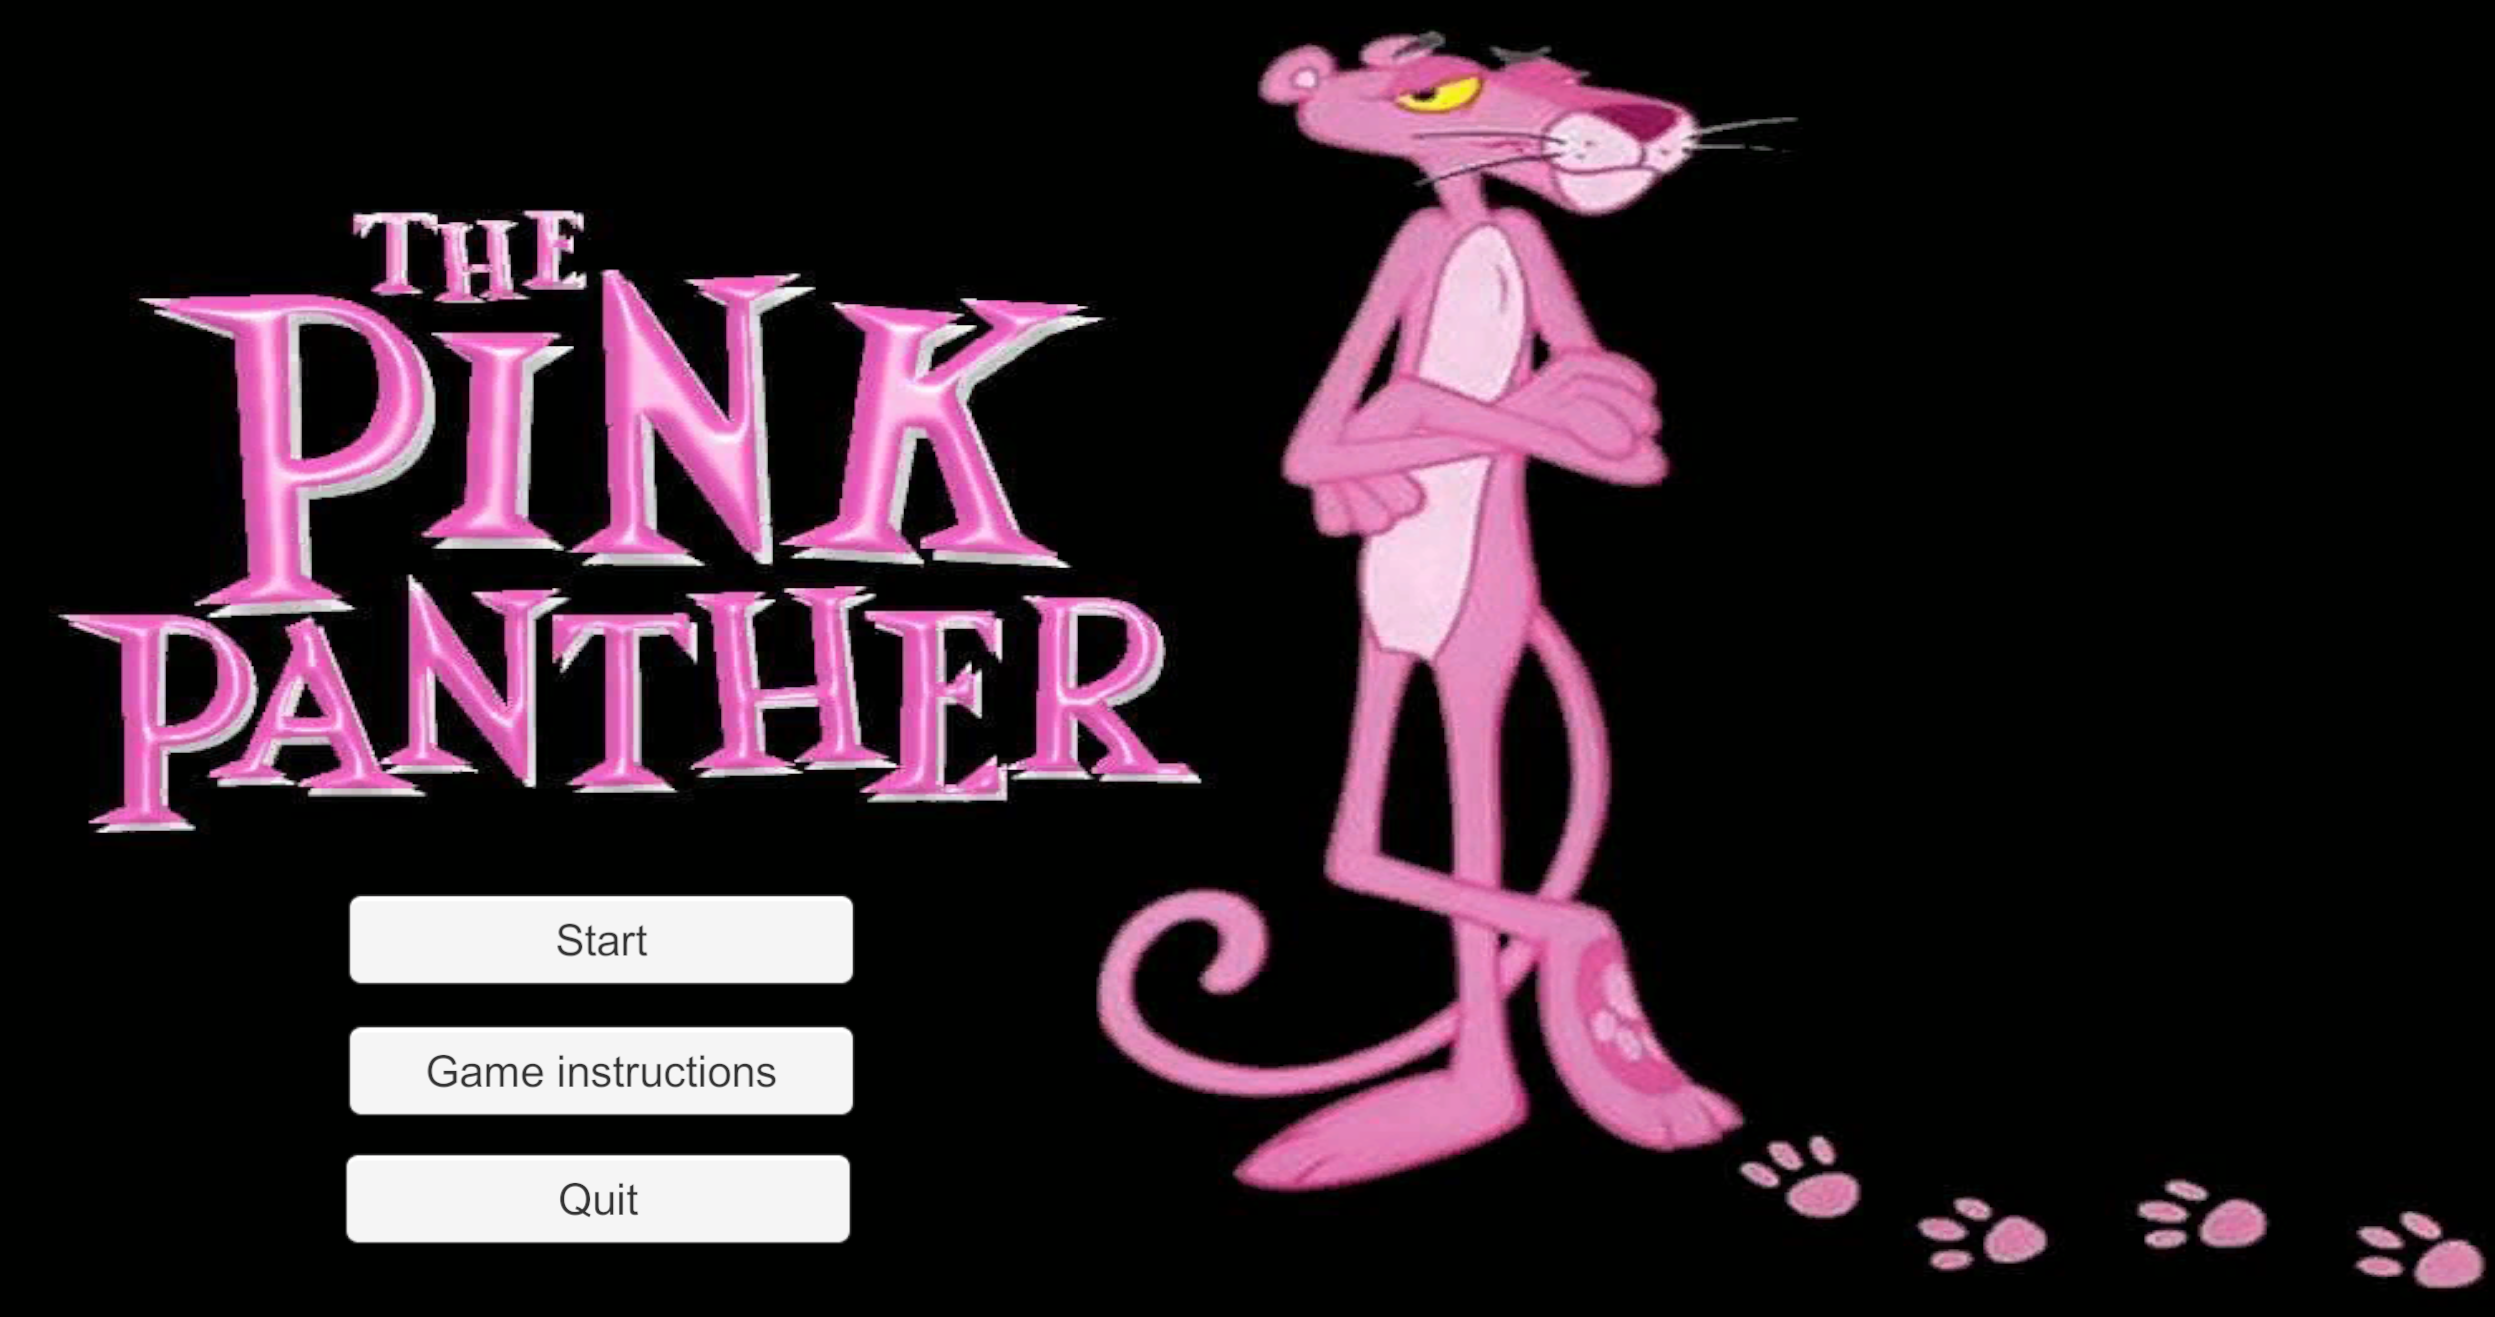 THE
PiNK
PANTHER
Start
Game instructions
Quit